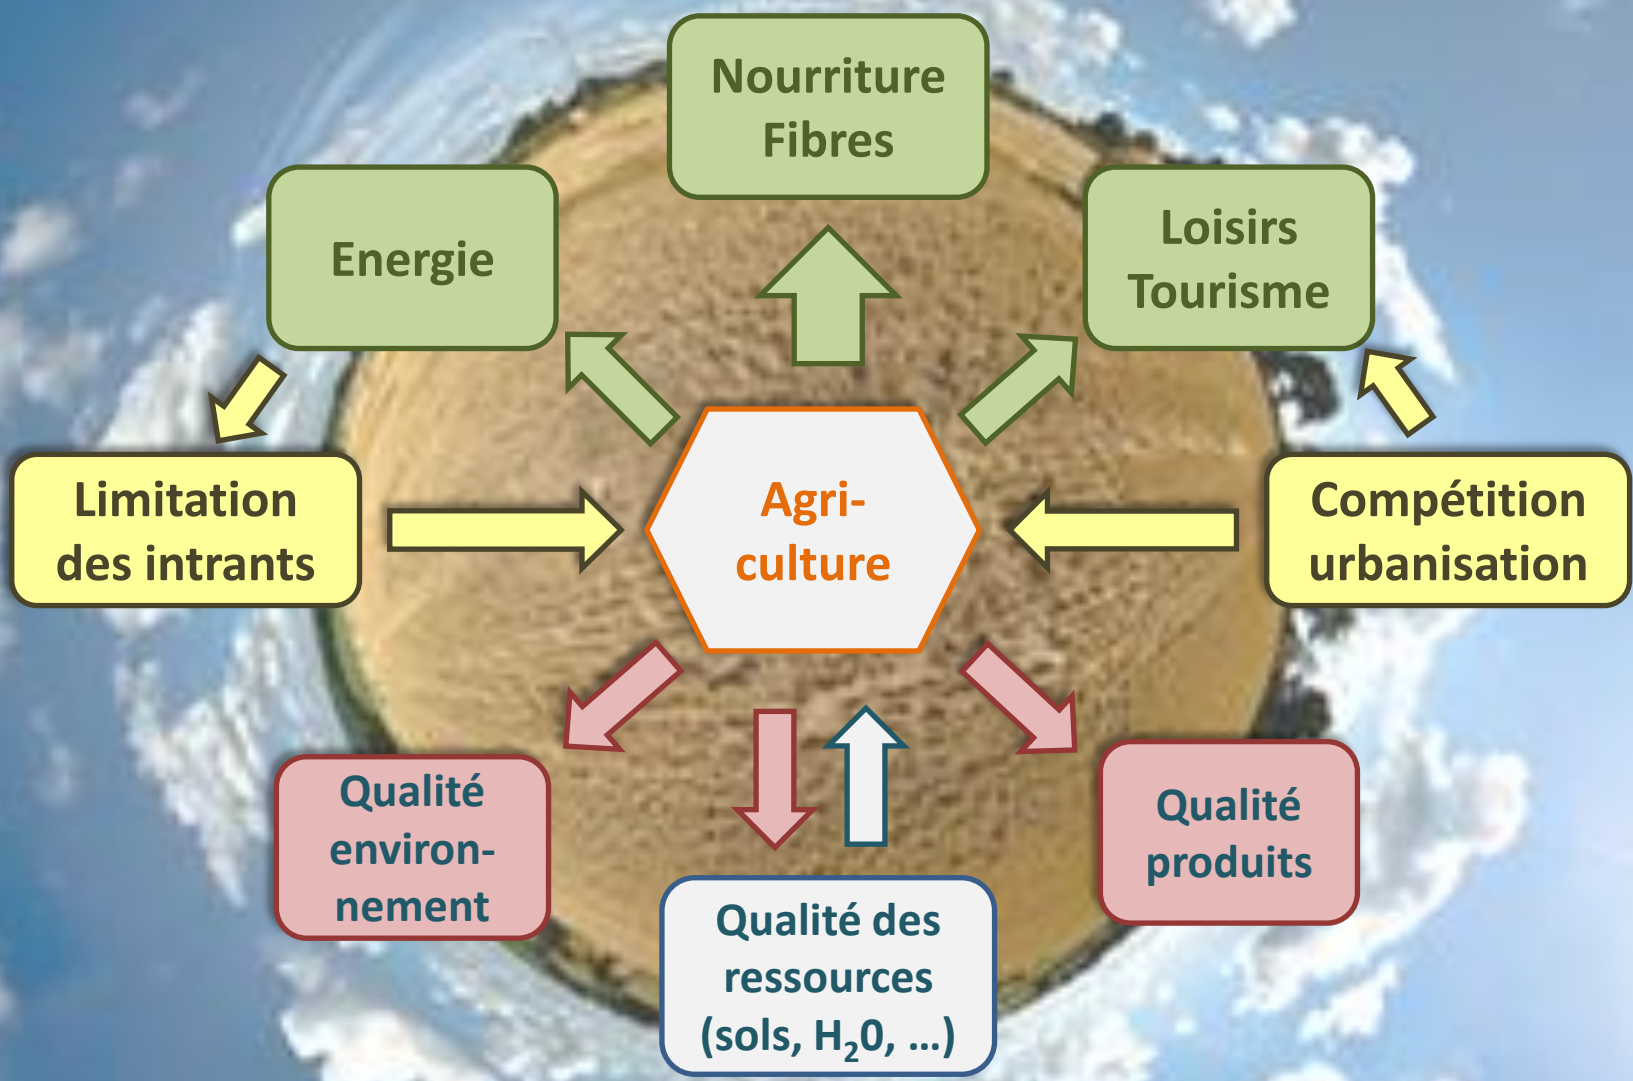 Nourriture
Fibres
Energie
Loisirs
Tourisme
Limitation
des intrants
Agri-
culture
Compétition
urbanisation
Qualité
environ-
nement
Qualité des
ressources
(sols, H₂0, ...)
Qualité
produits